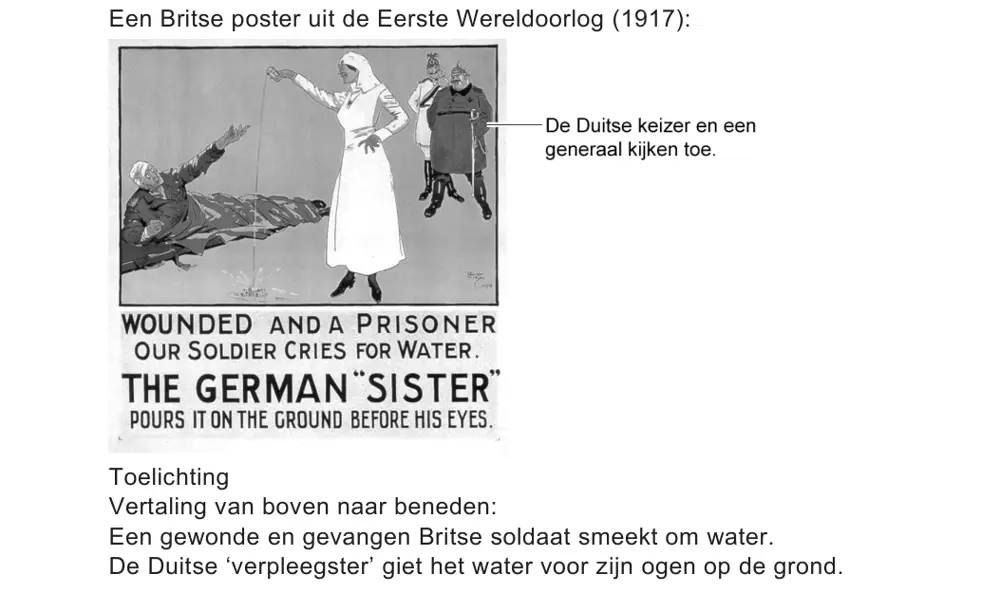 Een Britse poster uit de Eerste Wereldoorlog (1917):
De Duitse keizer en een
generaal kijken toe.
WOUNDED AND A PRISONER
OUR SOLDIER CRIES FOR WATER.
THE GERMAN “SISTER”
POURS IT ON THE GROUND BEFORE HIS EYES.
Toelichting
Vertaling van boven naar beneden:
Een gewonde en gevangen Britse soldaat smeekt om water.
De Duitse ‘verpleegster’ giet het water voor zijn ogen op de grond.